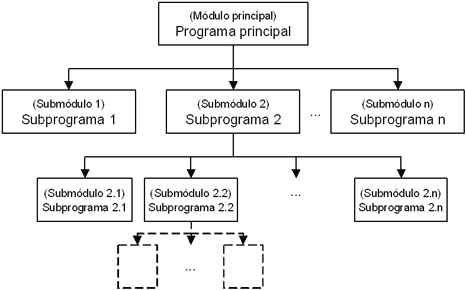 (Módulo principal)
Programa principal
(Submódulo 1)
Subprograma 1
(Submódulo 2)
Subprograma 2
...
(Submódulo n)
Subprograma n
(Submódulo 2.1)
Subprograma 2.1
(Submódulo 2.2)
Subprograma 2.2
...
(Submódulo 2.n)
Subprograma 2.n
...